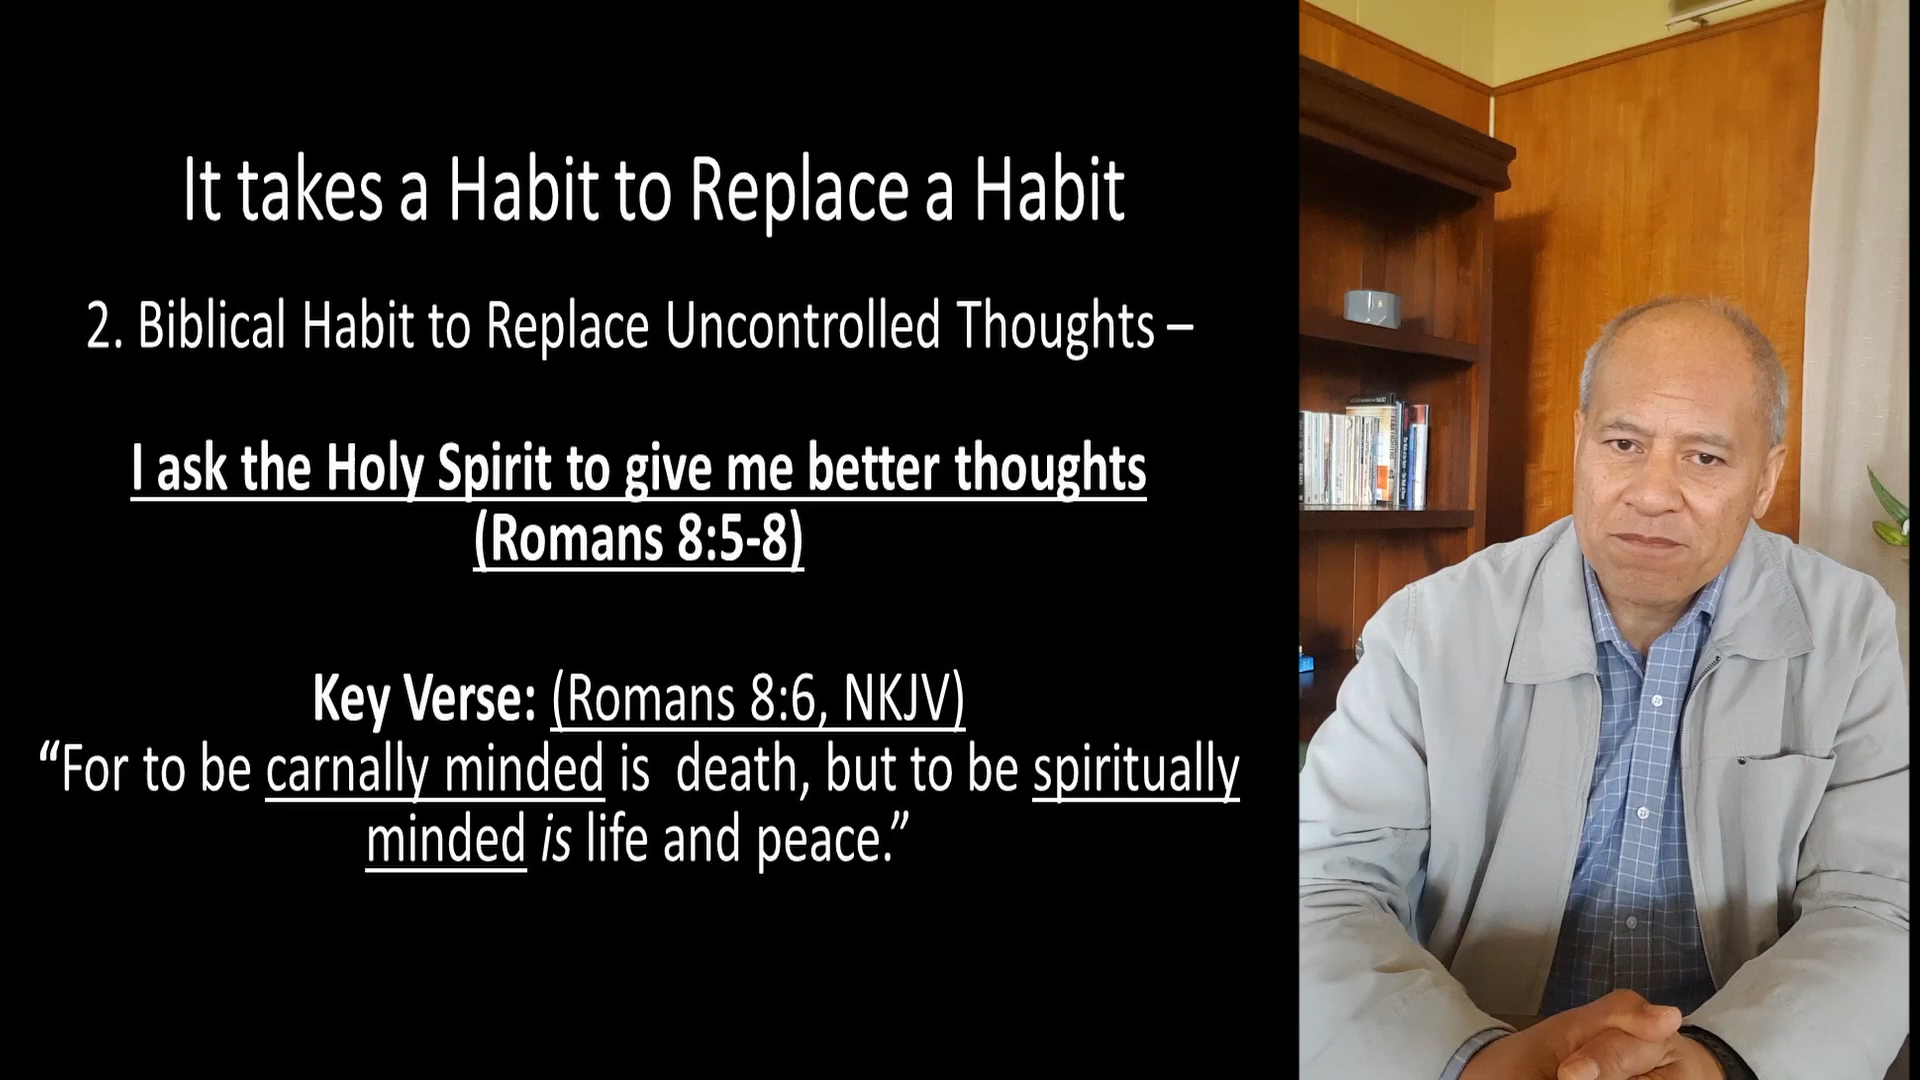 It takes a Habit to Replace a Habit
2. Biblical Habit to Replace Uncontrolled Thoughts –
I ask the Holy Spirit to give me better thoughts
(Romans 8:5-8)
Key Verse: (Romans 8:6, NKJV)
“For to be carnally minded is  death, but to be spiritually
minded is life and peace.”